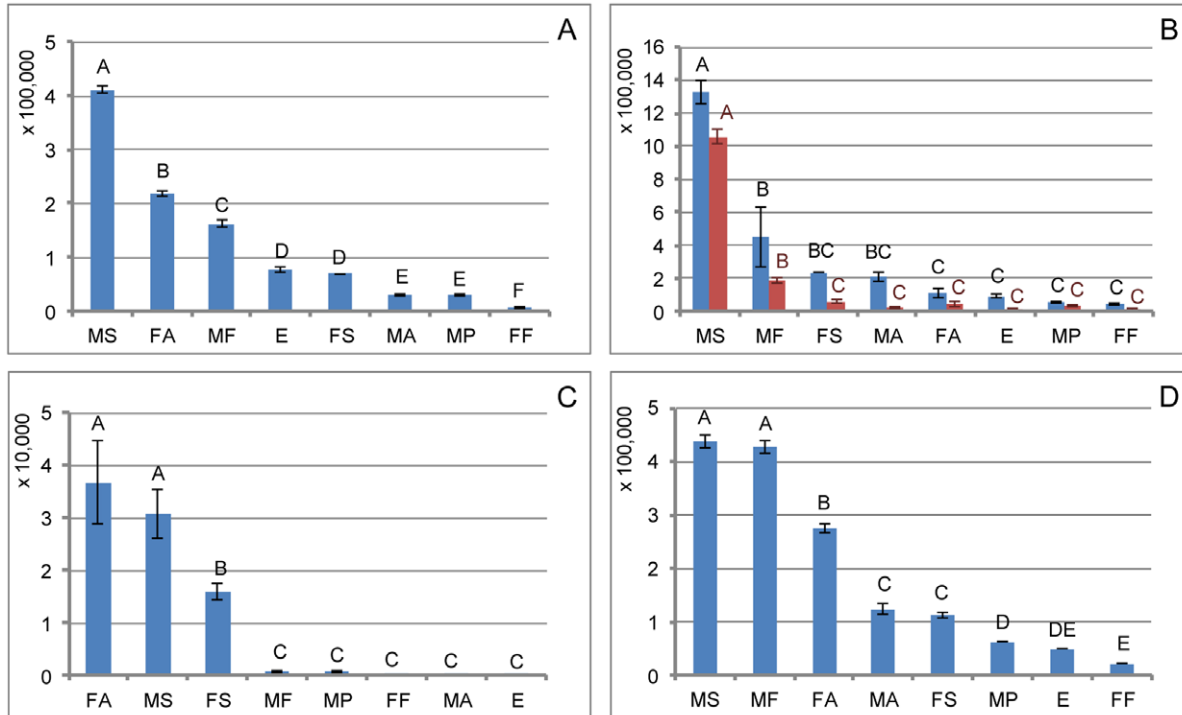 A
x 100,000
5
4
3
2
1
0
A
B
C
D
D
E
E
F
MS FA MF E FS MA MP FF
B
x 100,000
16
14
12
10
8
6
4
2
0
A
A
B
B
BC
C
BC
C
C
C
C
C
C
C
C
C
MS MF FS MA FA E MP FF
C
x 10,000
5
4
3
2
1
0
A
A
B
C
C
C
C
C
FA MS FS MF MP FF MA E
D
x 100,000
5
4
3
2
1
0
A
A
B
C
C
D
DE
E
MS MF FA MA FS MP E FF